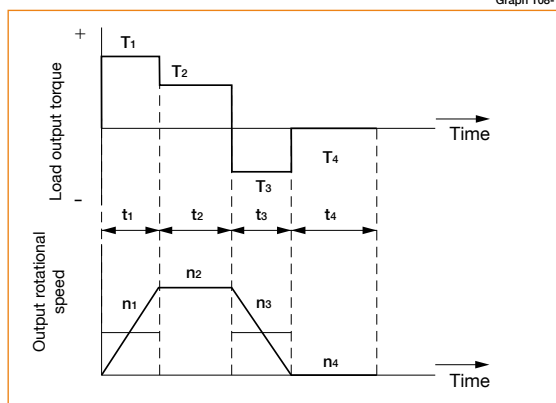 Graph 108-
+
T1
T2
Load output torque
Time
T3
T4
-
t1 t2 t3 t4
n2
n1 n3
Output rotational
speed
n4
Time